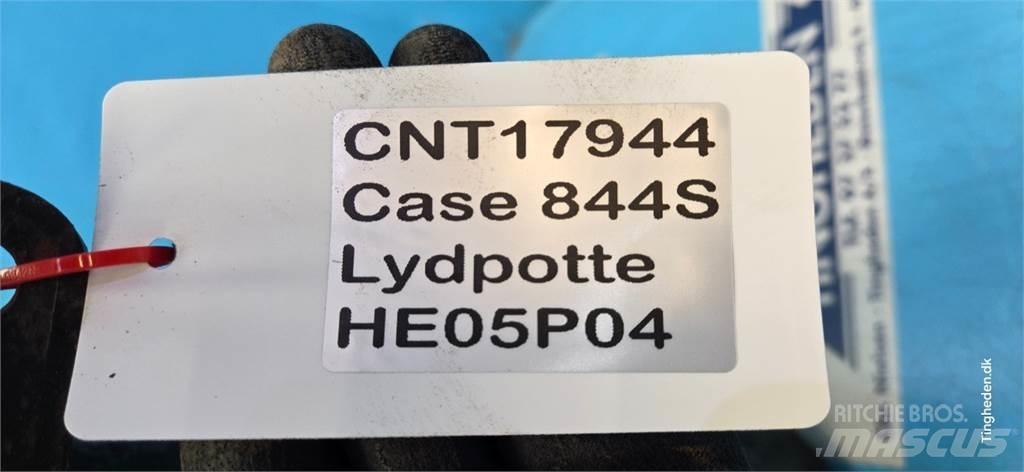 CNT17944
Case 844S
Lydpotte
HE05P04
RITCHIE BROS.
MASCUS
Tingheden.dk